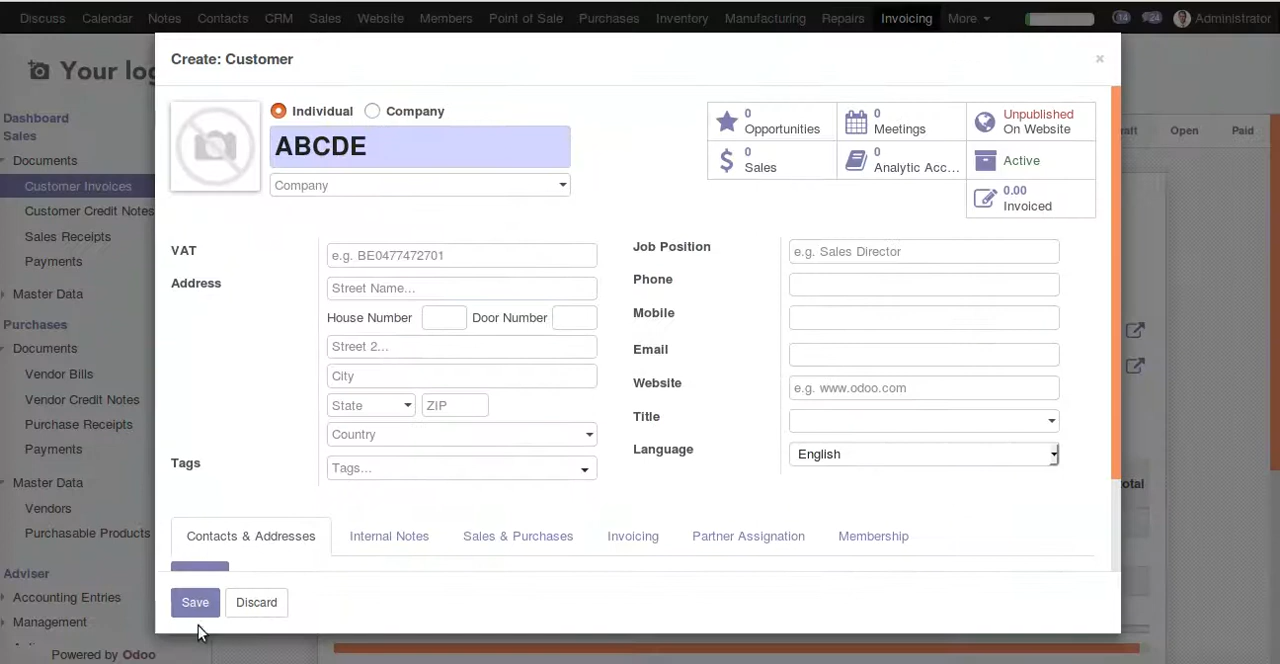 Discuss Calendar Notes Contacts CRM Sales Website Members Point of Sale Purchases Inventory Manufacturing Repairs Invoicing More 14 24 Administrator
Create: Customer ×
Your log
Individual Company
ABCDE
Company
0
Opportunities
0
Meetings
Unpublished
On Website
0
Sales
0
Analytic Acc...
Active
0.00
Invoiced
raft Open Paid
Dashboard
Sales
Documents
Customer Invoices
Customer Credit Notes
Sales Receipts
Payments
Master Data
Purchases
Documents
Vendor Bills
Vendor Credit Notes
Purchase Receipts
Payments
Master Data
Vendors
Purchasable Products
Adviser
Accounting Entries
Management
Powered by Odoo
VAT e.g. BE0477472701
Address Street Name...
House Number Door Number
Street 2...
City
State ZIP
Country
Tags Tags...
Job Position e.g. Sales Director
Phone
Mobile
Email
Website e.g. www.odoo.com
Title
Language English
otal
Contacts & Addresses Internal Notes Sales & Purchases Invoicing Partner Assignation Membership
Save Discard